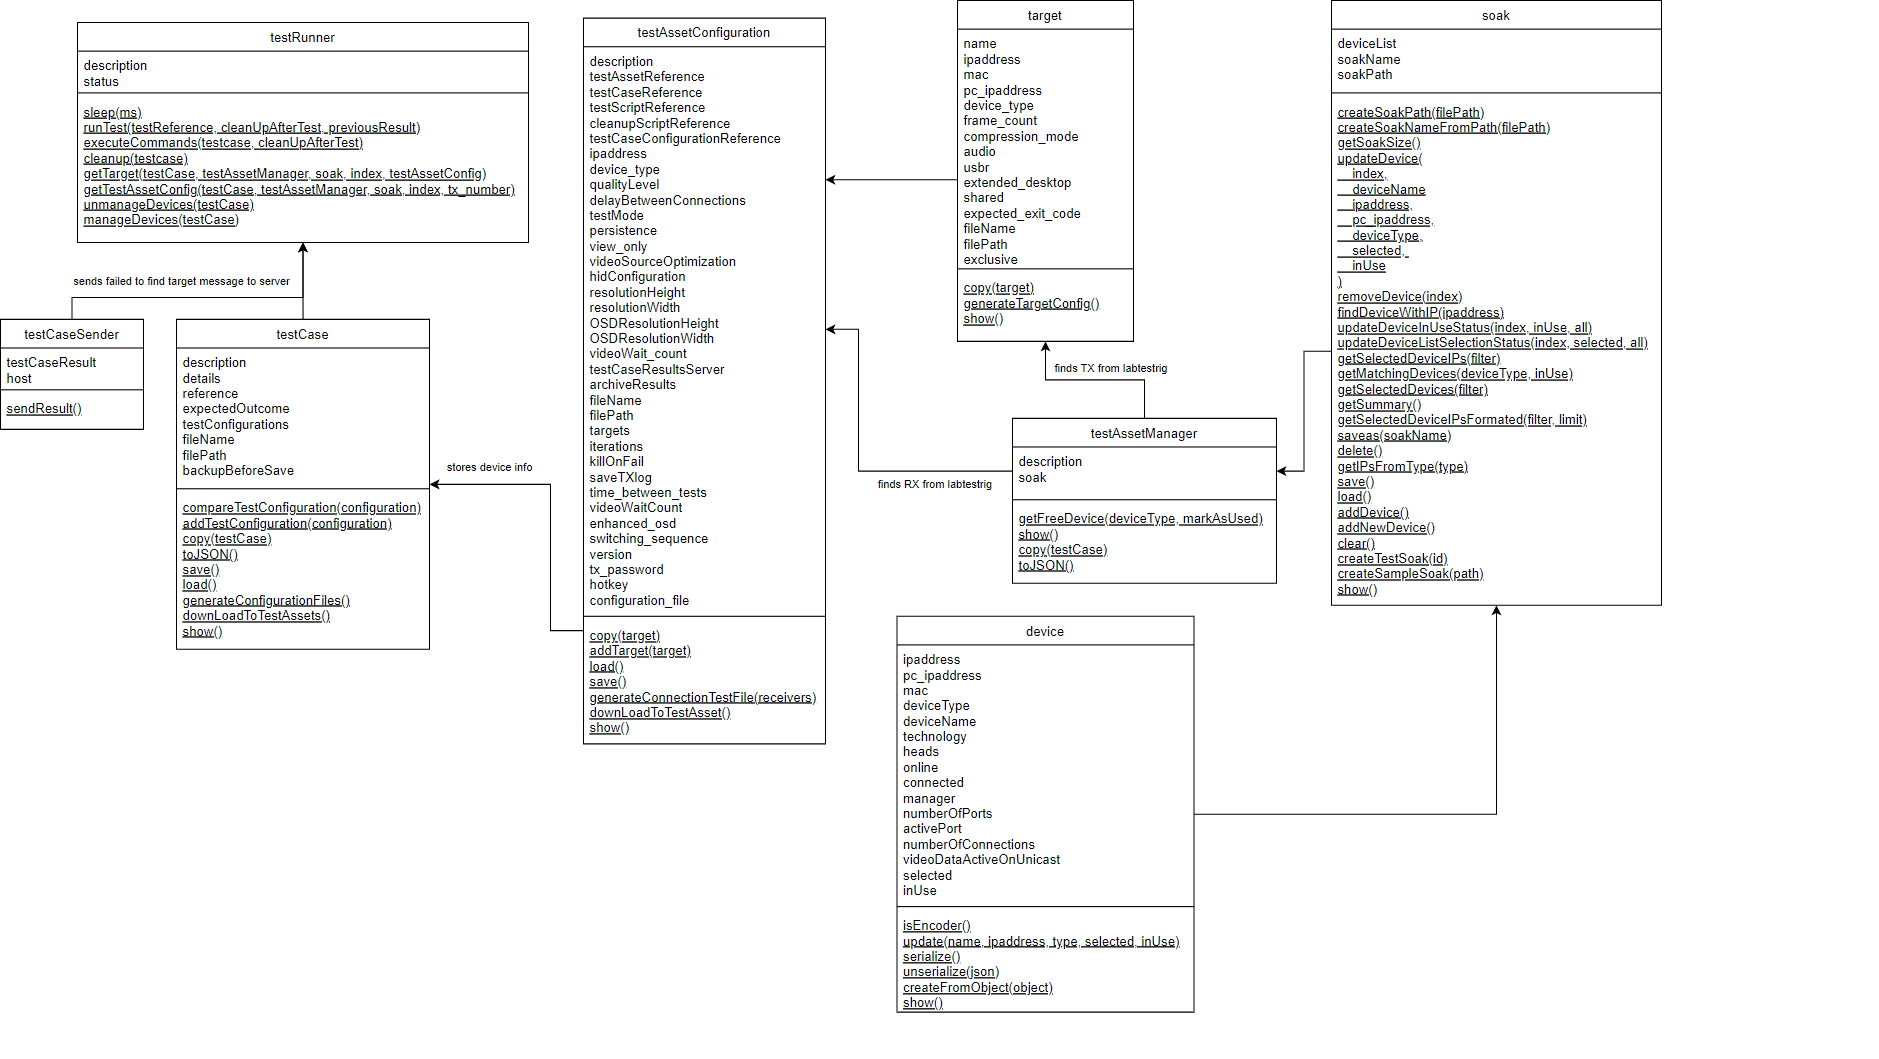 testRunner
description
status
sleep(ms)
runTest(testReference, cleanUpAfterTest, previousResult)
executeCommands(testcase, cleanUpAfterTest)
cleanup(testcase)
getTarget(testCase, testAssetManager, soak, index, testAssetConfig)
getTestAssetConfig(testCase, testAssetManager, soak, index, tx_number)
unmanageDevices(testCase)
manageDevices(testCase)
sends failed to find target message to server
testCaseSender
testCaseResult
host
sendResult()
testCase
description
details
reference
expectedOutcome
testConfigurations
fileName
filePath
backupBeforeSave
compareTestConfiguration(configuration)
addTestConfiguration(configuration)
copy(testCase)
toJSON()
save()
load()
generateConfigurationFiles()
downLoadToTestAssets()
show()
stores device info
testAssetConfiguration
description
testAssetReference
testCaseReference
testScriptReference
cleanupScriptReference
testCaseConfigurationReference
ipaddress
device_type
qualityLevel
delayBetweenConnections
testMode
persistence
view_only
videoSourceOptimization
hidConfiguration
resolutionHeight
resolutionWidth
OSDResolutionHeight
OSDResolutionWidth
videoWait_count
testCaseResultsServer
archiveResults
fileName
filePath
targets
iterations
killOnFail
saveTXlog
time_between_tests
videoWaitCount
enhanced_osd
switching_sequence
version
tx_password
hotkey
configuration_file
copy(target)
addTarget(target)
load()
save()
generateConnectionTestFile(receivers)
downLoadToTestAsset()
show()
target
name
ipaddress
mac
pc_ipaddress
device_type
frame_count
compression_mode
audio
usbr
extended_desktop
shared
expected_exit_code
fileName
filePath
exclusive
copy(target)
generateTargetConfig()
show()
finds TX from labtestrig
testAssetManager
description
soak
getFreeDevice(deviceType, markAsUsed)
show()
copy(testCase)
toJSON()
finds RX from labtestrig
device
ipaddress
pc_ipaddress
mac
deviceType
deviceName
technology
heads
online
connected
manager
numberOfPorts
activePort
numberOfConnections
videoDataActiveOnUnicast
selected
inUse
isEncoder()
update(name, ipaddress, type, selected, inUse)
serialize()
unserialize(json)
createFromObject(object)
show()
soak
deviceList
soakName
soakPath
createSoakPath(filePath)
createSoakNameFromPath(filePath)
getSoakSize()
updateDevice(
index,
deviceName
ipaddress,
pc_ipaddress,
deviceType,
selected,
inUse
)
removeDevice(index)
findDeviceWithIP(ipaddress)
updateDeviceInUseStatus(index, inUse, all)
updateDeviceListSelectionStatus(index, selected, all)
getSelectedDeviceIPs(filter)
getMatchingDevices(deviceType, inUse)
getSelectedDevices(filter)
getSummary()
getSelectedDeviceIPsFormated(filter, limit)
saveas(soakName)
delete()
getIPsFromType(type)
save()
load()
addDevice()
addNewDevice()
clear()
createTestSoak(id)
createSampleSoak(path)
show()